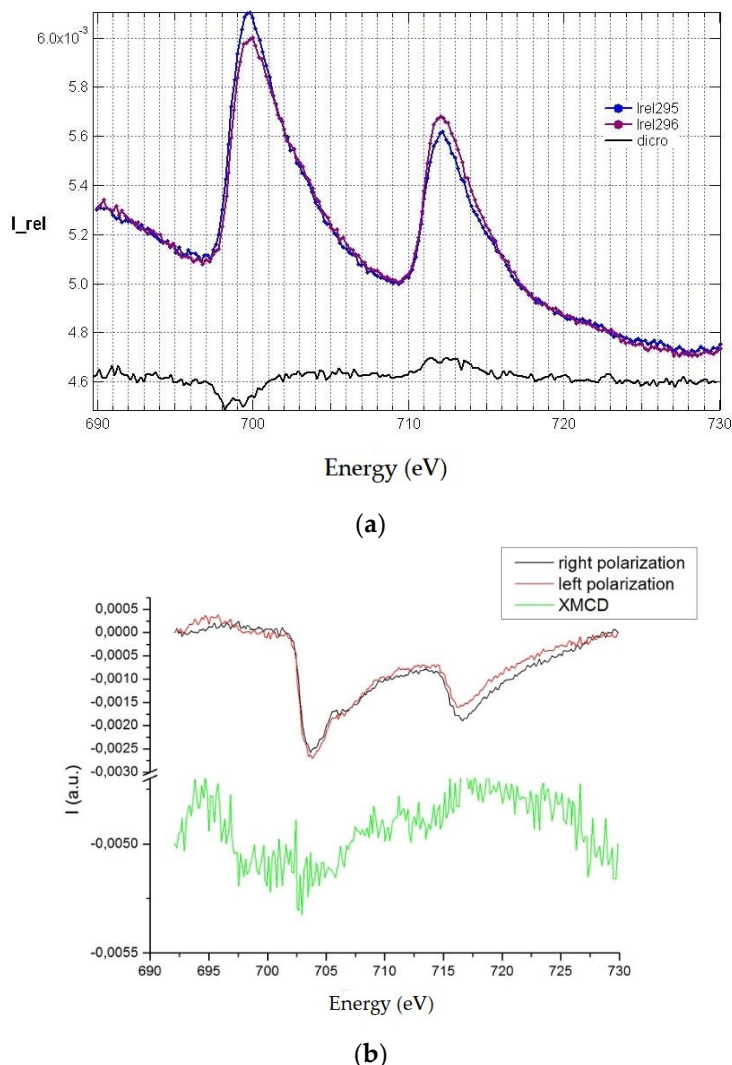 6.0x10⁻³
5.8
5.6
5.4
5.2
5.0
4.8
4.6
I_rel
Irel295
Irel296
dicro
690
700
710
720
730
Energy (eV)
(a)
right polarization
left polarization
XMCD
0,0005
0,0000
-0,0005
-0,0010
-0,0015
-0,0020
-0,0025
-0,0030
-0,0050
-0,0055
I (a.u.)
690
695
700
705
710
715
720
725
730
Energy (eV)
(b)